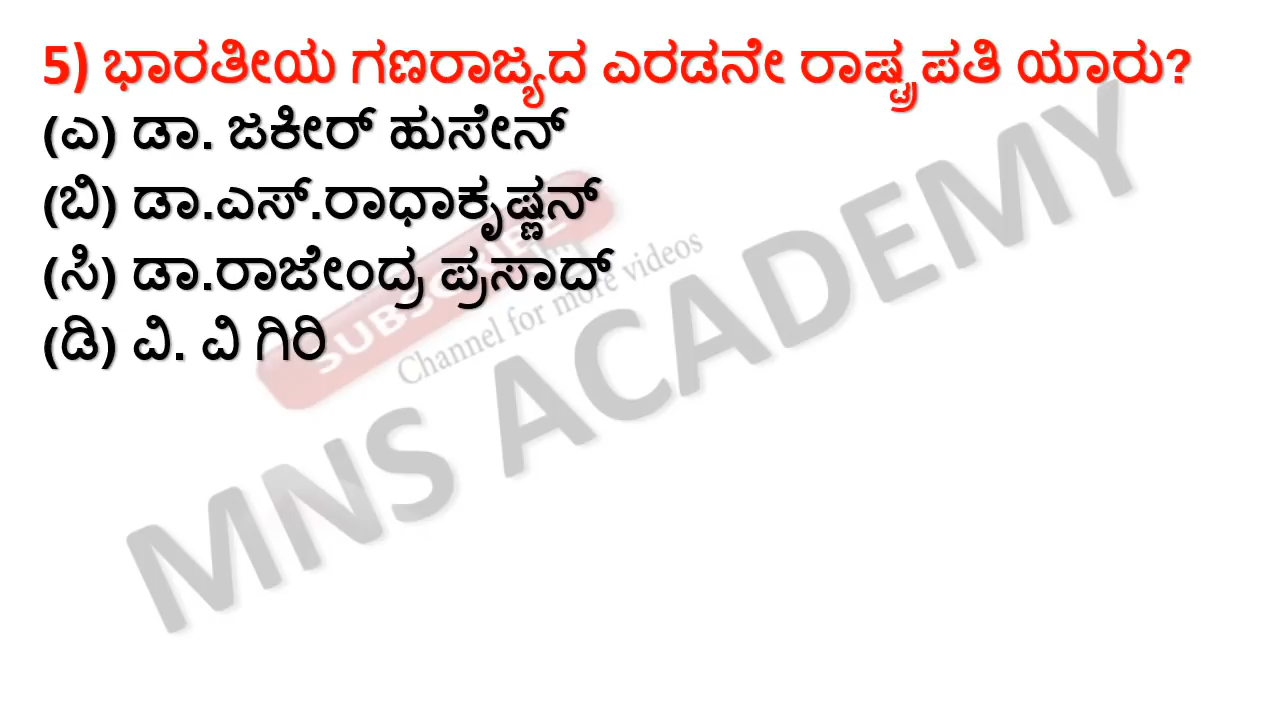 5) ಭಾರತೀಯ ಗಣರಾಜ್ಯದ ಎರಡನೇ ರಾಷ್ಟ್ರಪತಿ ಯಾರು?
(ಎ) ಡಾ. ಜಕೀರ್ ಹುಸೇನ್
(ಬಿ) ಡಾ.ಎಸ್.ರಾಧಾಕೃಷ್ಣನ್
(ಸಿ) ಡಾ.ರಾಜೇಂದ್ರ ಪ್ರಸಾದ್
(ಡಿ) ವಿ. ವಿ ಗಿರಿ
SUBSCRIBE
Channel for more videos
MNS ACADEMY